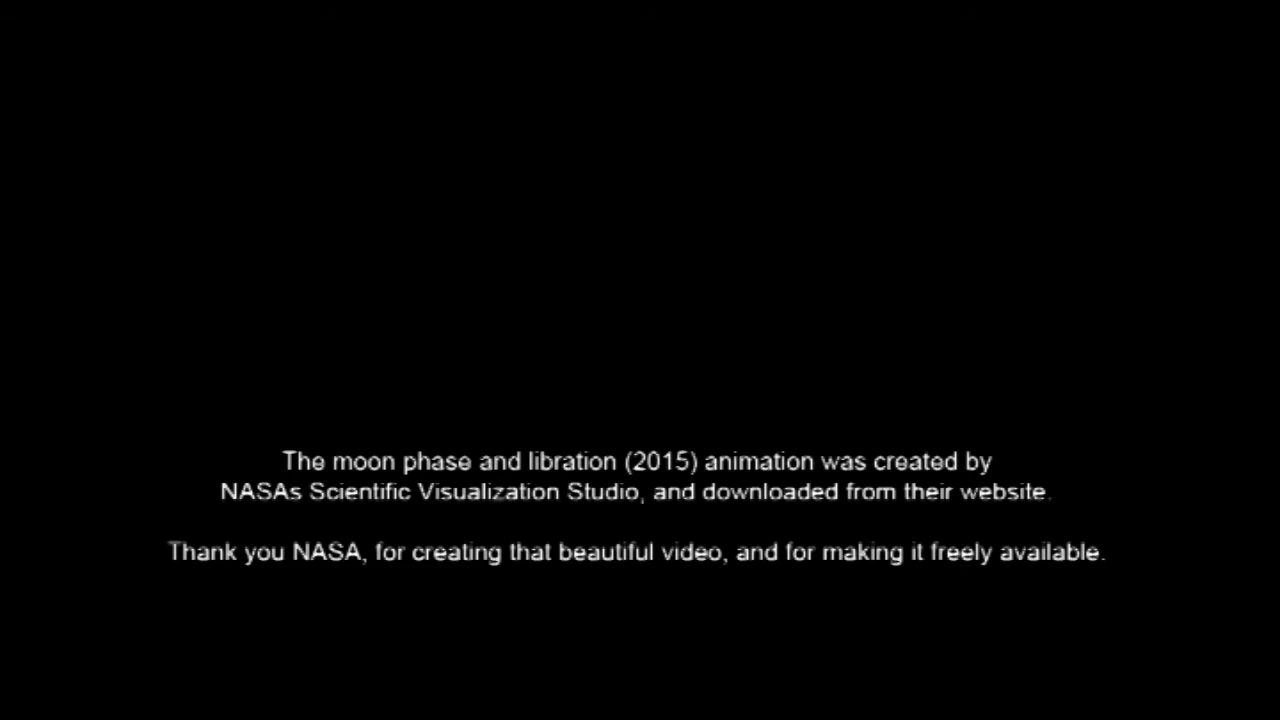 The moon phase and libration (2015) animation was created by
NASAs Scientific Visualization Studio, and downloaded from their website.
Thank you NASA, for creating that beautiful video, and for making it freely available.